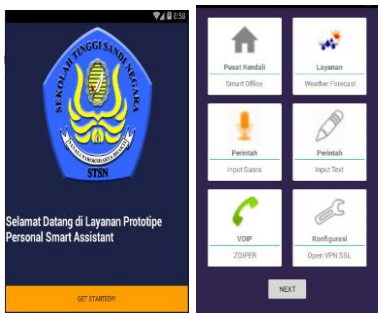 8:58
SEKOLAH TINGGI SANDI NEGARA
STSN
Selamat Datang di Layanan Prototipe
Personal Smart Assistant
GET STARTED!!!
Pusat Kendali
Smart Office
Layanan
Weather Forecast
Perintah
Input Suara
Perintah
Input Text
VOIP
ZOIPER
Konfigurasi
Open VPN SSL
NEXT